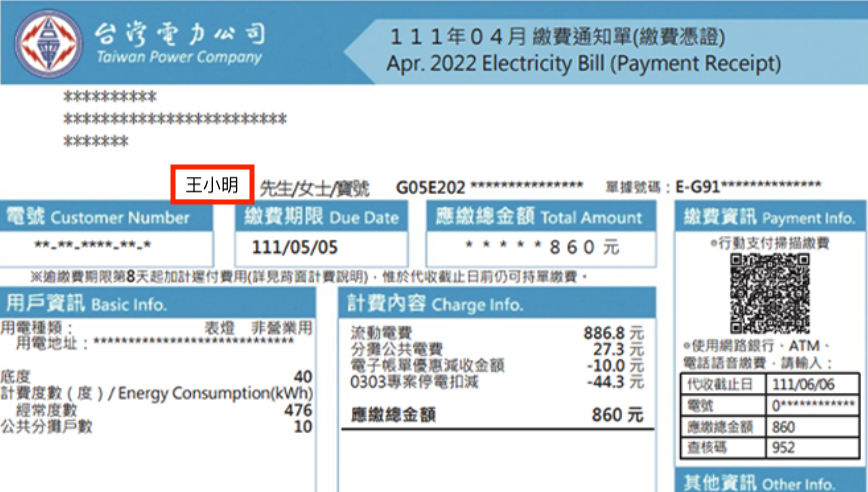 台灣電力公司
Taiwan Power Company
111年04月 繳費通知單(繳費憑證)
Apr. 2022 Electricity Bill (Payment Receipt)
**********
************************
*******
王小明 先生/女士/寶號 G05E202 *************** 單據號碼：E-G91*************
電號 Customer Number
**-**-****-**-*
繳費期限 Due Date
111/05/05
應繳總金額 Total Amount
*****860元
※逾繳費期限第8天起加計遲付費用(詳見背面計費說明)，惟於代收截止日前仍可持單繳費。
用戶資訊 Basic Info.
用電種類： 表燈 非營業用
用電地址：*****************************
底度 40
計費度數(度)/Energy Consumption(kWh)
經常度數 476
公共分攤戶數 10
計費內容 Charge Info.
流動電費 886.8 元
分攤公共電費 27.3 元
電子帳單優惠減收金額 -10.0 元
0303專案停電扣減 -44.3 元
應繳總金額 860 元
繳費資訊 Payment Info.
◎行動支付掃描繳費
◎使用網路銀行、ATM、
電話語音繳費，請輸入：
代收截止日 111/06/06
電號 0************
應繳總金額 860
查核碼 952
其他資訊 Other Info.